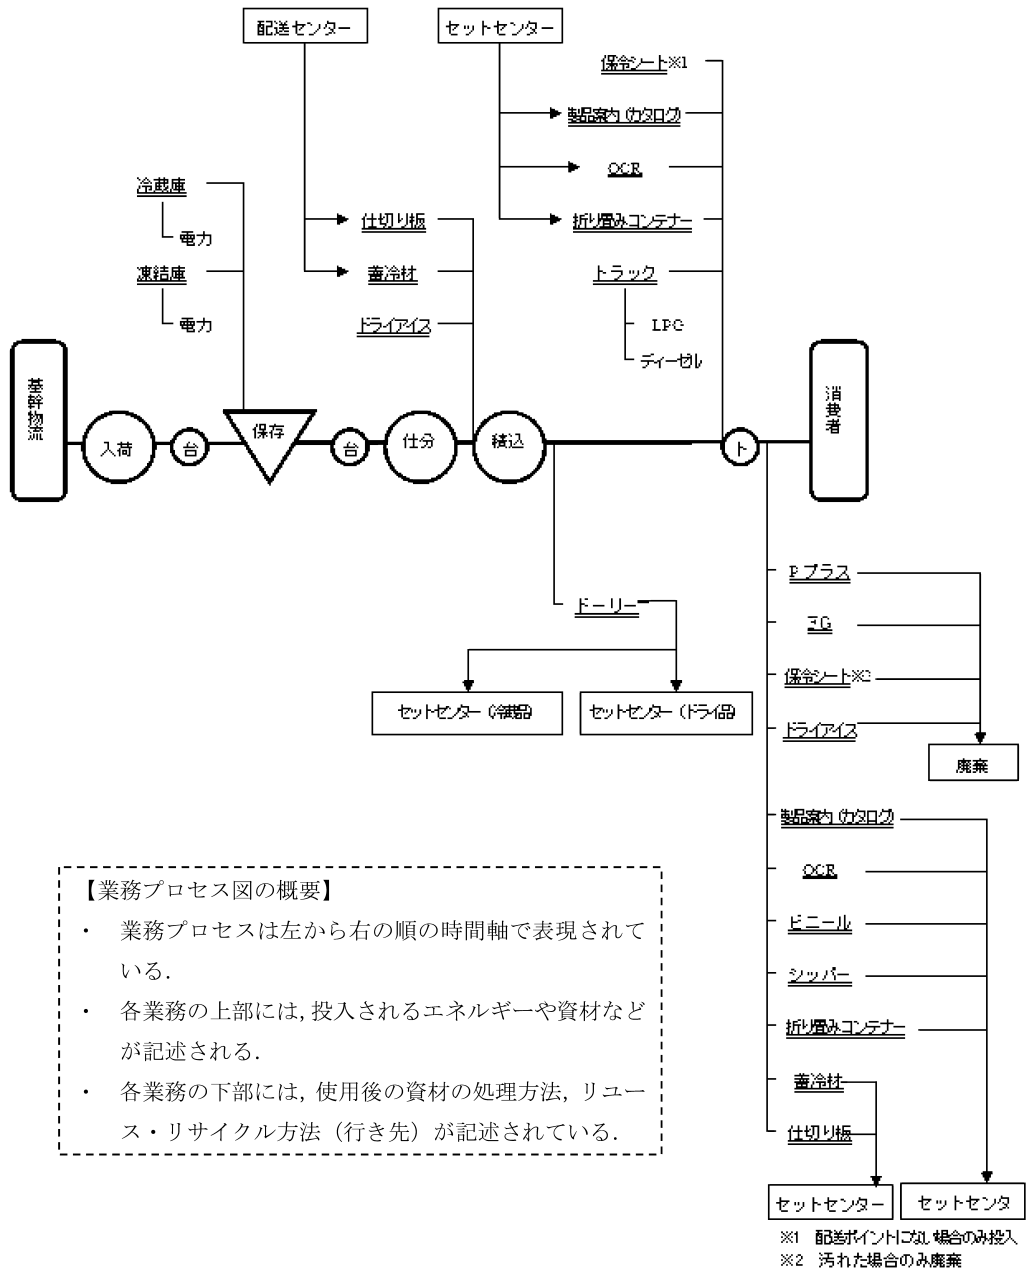 配送センター
セットセンター
保冷シート※1
製品案内(カタログ)
OCR
折り畳みコンテナー
トラック
LPG
ディーゼル
冷蔵庫
電力
凍結庫
電力
仕切り板
蓄冷材
ドライアイス
基幹物流
入荷
台
保存
台
仕分
積込
ト
消費者
ドーリー
セットセンター(冷蔵品)
セットセンター(ドライ品)
Pプラス
EG
保冷シート※2
ドライアイス
廃棄
製品案内(カタログ)
OCR
ビニール
シッパー
折り畳みコンテナー
蓄冷材
仕切り板
セットセンター
セットセンタ
※1 配送ポイントにない場合のみ投入
※2 汚れた場合のみ廃棄
【業務プロセス図の概要】
・ 業務プロセスは左から右の順の時間軸で表現されて
いる.
・ 各業務の上部には,投入されるエネルギーや資材など
が記述される.
・ 各業務の下部には,使用後の資材の処理方法,リユー
ス・リサイクル方法(行き先)が記述されている.